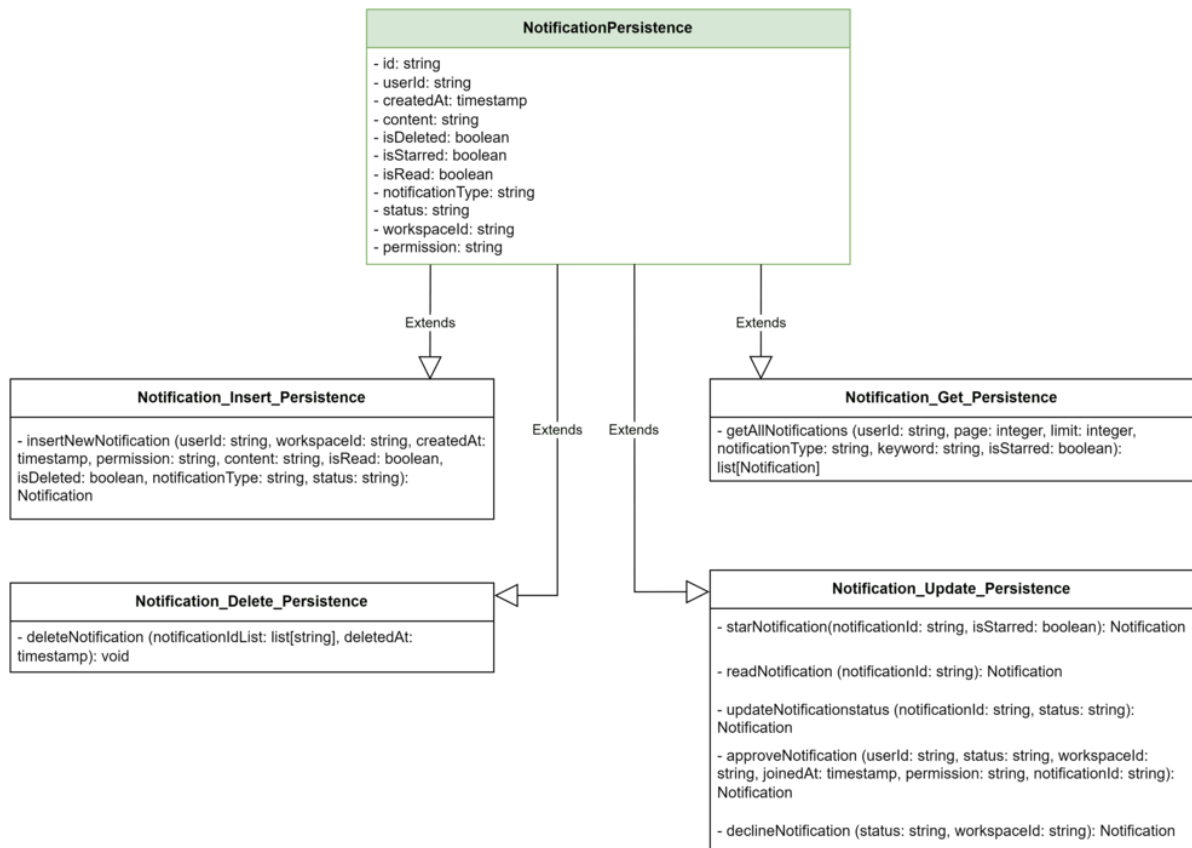 NotificationPersistence
- id: string
- userId: string
- createdAt: timestamp
- content: string
- isDeleted: boolean
- isStarred: boolean
- isRead: boolean
- notificationType: string
- status: string
- workspaceId: string
- permission: string
Extends
Extends
Extends
Extends
Notification_Insert_Persistence
- insertNewNotification (userId: string, workspaceId: string, createdAt:
timestamp, permission: string, content: string, isRead: boolean,
isDeleted: boolean, notificationType: string, status: string):
Notification
Notification_Get_Persistence
- getAllNotifications (userId: string, page: integer, limit: integer,
notificationType: string, keyword: string, isStarred: boolean):
list[Notification]
Notification_Delete_Persistence
- deleteNotification (notificationIdList: list[string], deletedAt:
timestamp): void
Notification_Update_Persistence
- starNotification(notificationId: string, isStarred: boolean): Notification
- readNotification (notificationId: string): Notification
- updateNotificationstatus (notificationId: string, status: string):
Notification
- approveNotification (userId: string, status: string, workspaceId:
string, joinedAt: timestamp, permission: string, notificationId: string):
Notification
- declineNotification (status: string, workspaceId: string): Notification